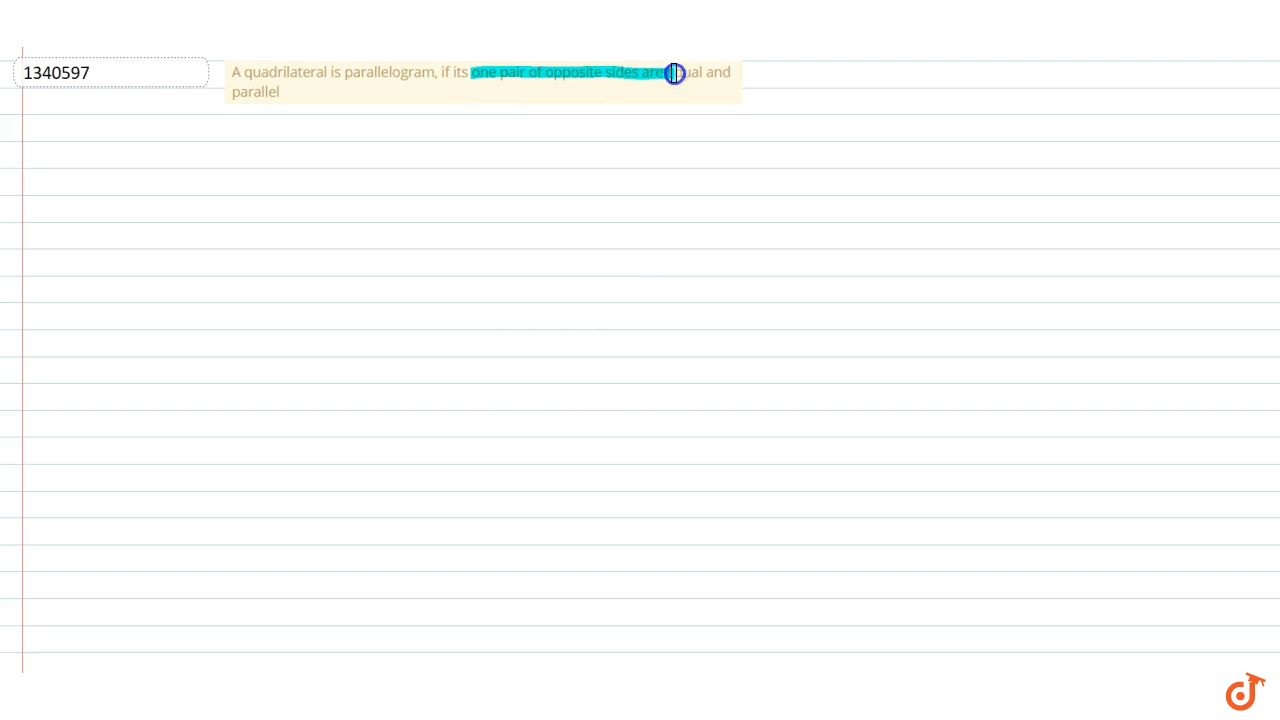 1340597
A quadrilateral is parallelogram, if its one pair of opposite sides are ual and
parallel